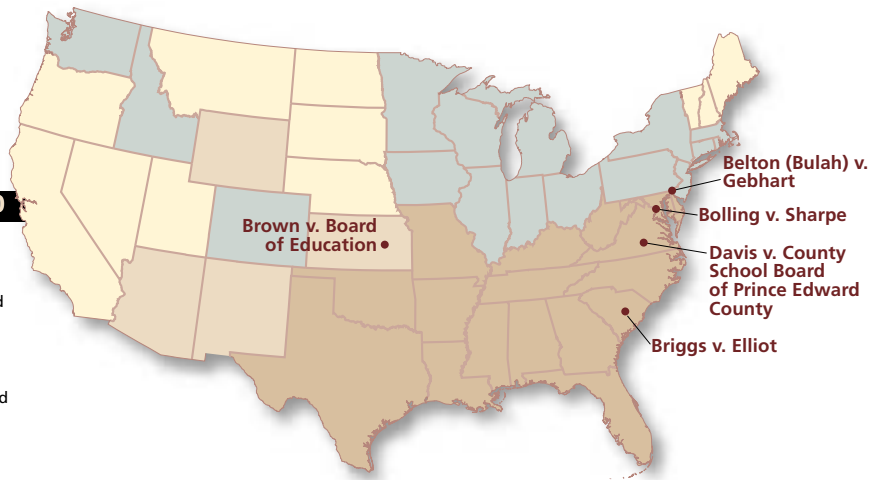 Belton (Bulah) v.
Gebhart
Bolling v. Sharpe
Brown v. Board
of Education
Davis v. County
School Board
of Prince Edward
County
Briggs v. Elliot